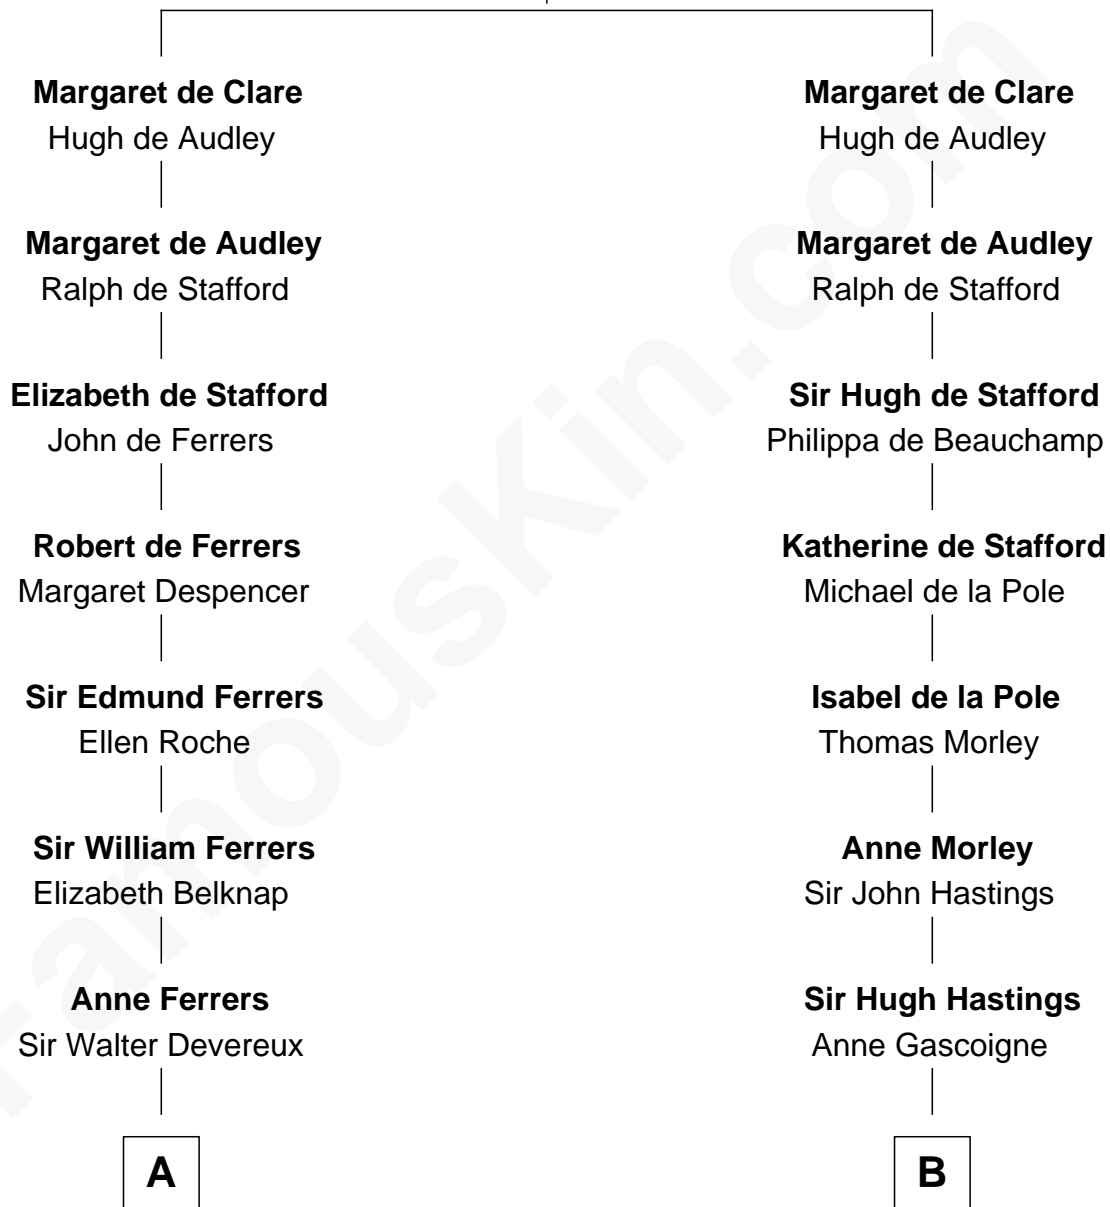 Margaret de Clare
Hugh de Audley
Margaret de Audley
Ralph de Stafford
Elizabeth de Stafford
John de Ferrers
Robert de Ferrers
Margaret Despencer
Sir Edmund Ferrers
Ellen Roche
Sir William Ferrers
Elizabeth Belknap
Anne Ferrers
Sir Walter Devereux
A
Margaret de Clare
Hugh de Audley
Margaret de Audley
Ralph de Stafford
Sir Hugh de Stafford
Philippa de Beauchamp
Katherine de Stafford
Michael de la Pole
Isabel de la Pole
Thomas Morley
Anne Morley
Sir John Hastings
Sir Hugh Hastings
Anne Gascoigne
B
FamousKin.com